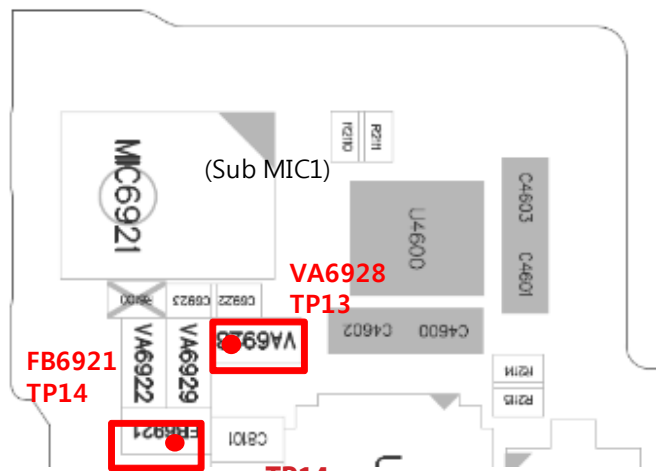 MIC6921
(Sub MIC1)
R2110
R2111
U4600
C4603
C4601
VA6928
TP13
C6923
C6922
VA6922
VA6929
VA6928
C4602
C4600
FB6921
TP14
R2114
R2115
FB6921
C8101
TP14